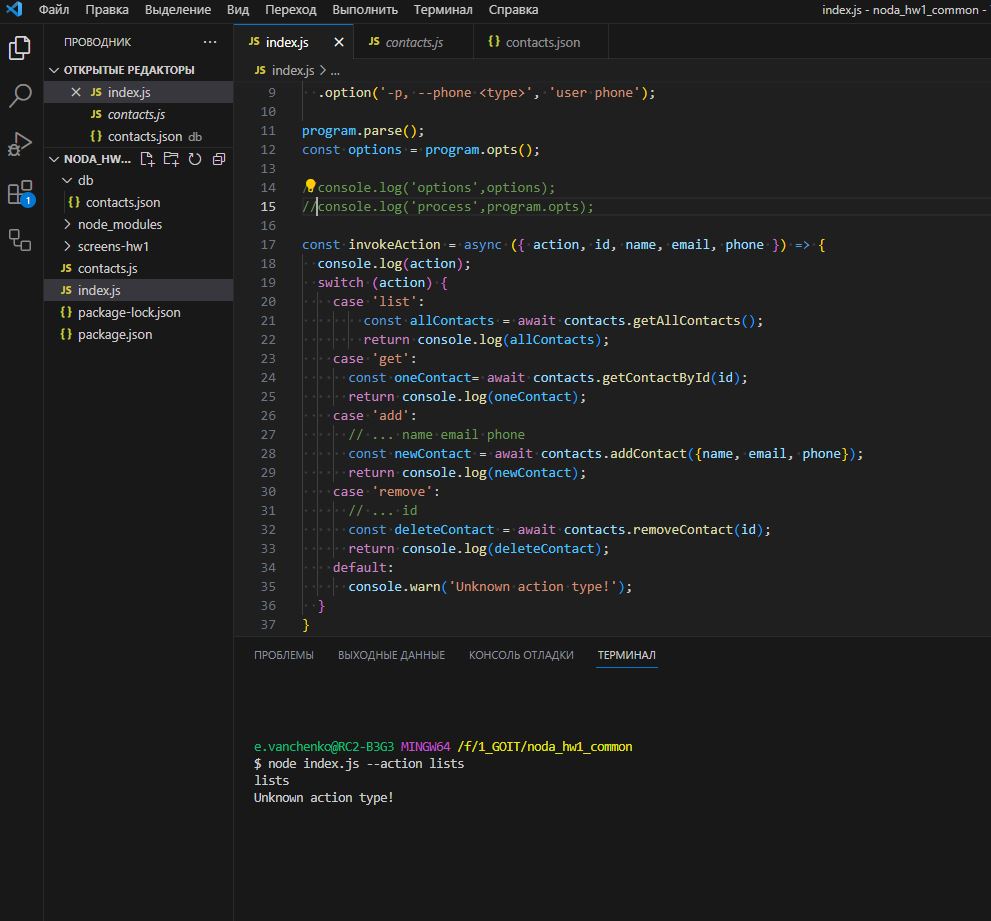 Файл Правка Выделение Вид Переход Выполнить Терминал Справка index.js - noda_hw1_common -
ПРОВОДНИК ...
ОТКРЫТЫЕ РЕДАКТОРЫ
JS index.js
JS contacts.js
{} contacts.json db
NODA_HW...
db
{} contacts.json
node_modules
screens-hw1
JS contacts.js
JS index.js
{} package-lock.json
{} package.json
1
JS index.js JS contacts.js {} contacts.json
JS index.js > ...
9 .option('-p, --phone <type>', 'user phone');
10
11 program.parse();
12 const options = program.opts();
13
14 /console.log('options',options);
15 //console.log('process',program.opts);
16
17 const invokeAction = async ({ action, id, name, email, phone }) => {
18 console.log(action);
19 switch (action) {
20 case 'list':
21 const allContacts = await contacts.getAllContacts();
22 return console.log(allContacts);
23 case 'get':
24 const oneContact= await contacts.getContactById(id);
25 return console.log(oneContact);
26 case 'add':
27 // ... name email phone
28 const newContact = await contacts.addContact({name, email, phone});
29 return console.log(newContact);
30 case 'remove':
31 // ... id
32 const deleteContact = await contacts.removeContact(id);
33 return console.log(deleteContact);
34 default:
35 console.warn('Unknown action type!');
36 }
37 }
ПРОБЛЕМЫ ВЫХОДНЫЕ ДАННЫЕ КОНСОЛЬ ОТЛАДКИ ТЕРМИНАЛ
e.vanchenko@RC2-B3G3 MINGW64 /f/1_GOIT/noda_hw1_common
$ node index.js --action lists
lists
Unknown action type!